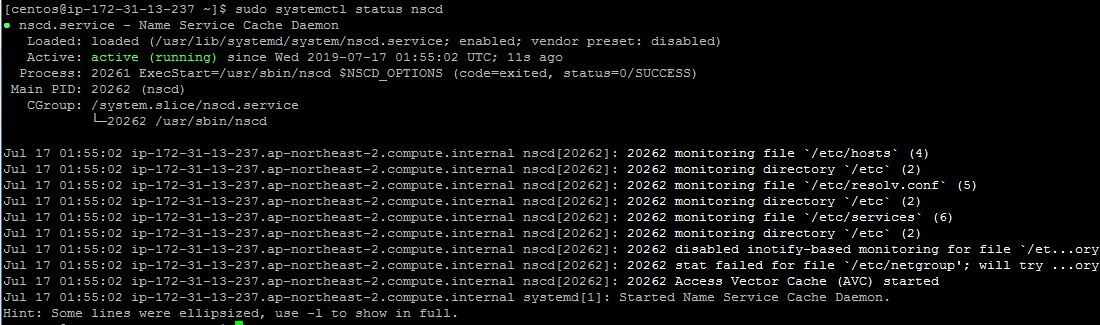 [centos@ip-172-31-13-237 ~]$ sudo systemctl status nscd
● nscd.service - Name Service Cache Daemon
   Loaded: loaded (/usr/lib/systemd/system/nscd.service; enabled; vendor preset: disabled)
   Active: active (running) since Wed 2019-07-17 01:55:02 UTC; 11s ago
  Process: 20261 ExecStart=/usr/sbin/nscd $NSCD_OPTIONS (code=exited, status=0/SUCCESS)
 Main PID: 20262 (nscd)
   CGroup: /system.slice/nscd.service
           └─20262 /usr/sbin/nscd

Jul 17 01:55:02 ip-172-31-13-237.ap-northeast-2.compute.internal nscd[20262]: 20262 monitoring file `/etc/hosts` (4)
Jul 17 01:55:02 ip-172-31-13-237.ap-northeast-2.compute.internal nscd[20262]: 20262 monitoring directory `/etc` (2)
Jul 17 01:55:02 ip-172-31-13-237.ap-northeast-2.compute.internal nscd[20262]: 20262 monitoring file `/etc/resolv.conf` (5)
Jul 17 01:55:02 ip-172-31-13-237.ap-northeast-2.compute.internal nscd[20262]: 20262 monitoring directory `/etc` (2)
Jul 17 01:55:02 ip-172-31-13-237.ap-northeast-2.compute.internal nscd[20262]: 20262 monitoring file `/etc/services` (6)
Jul 17 01:55:02 ip-172-31-13-237.ap-northeast-2.compute.internal nscd[20262]: 20262 monitoring directory `/etc` (2)
Jul 17 01:55:02 ip-172-31-13-237.ap-northeast-2.compute.internal nscd[20262]: 20262 disabled inotify-based monitoring for file `/et...ory
Jul 17 01:55:02 ip-172-31-13-237.ap-northeast-2.compute.internal nscd[20262]: 20262 stat failed for file `/etc/netgroup'; will try ...ory
Jul 17 01:55:02 ip-172-31-13-237.ap-northeast-2.compute.internal nscd[20262]: 20262 Access Vector Cache (AVC) started
Jul 17 01:55:02 ip-172-31-13-237.ap-northeast-2.compute.internal systemd[1]: Started Name Service Cache Daemon.
Hint: Some lines were ellipsized, use -l to show in full.